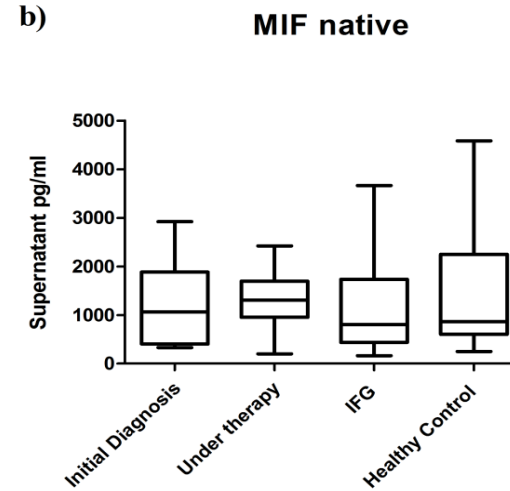 b)
MIF native
Supernatant pg/ml
5000
4000
3000
2000
1000
0
Initial Diagnosis
Under therapy
IFG
Healthy Control